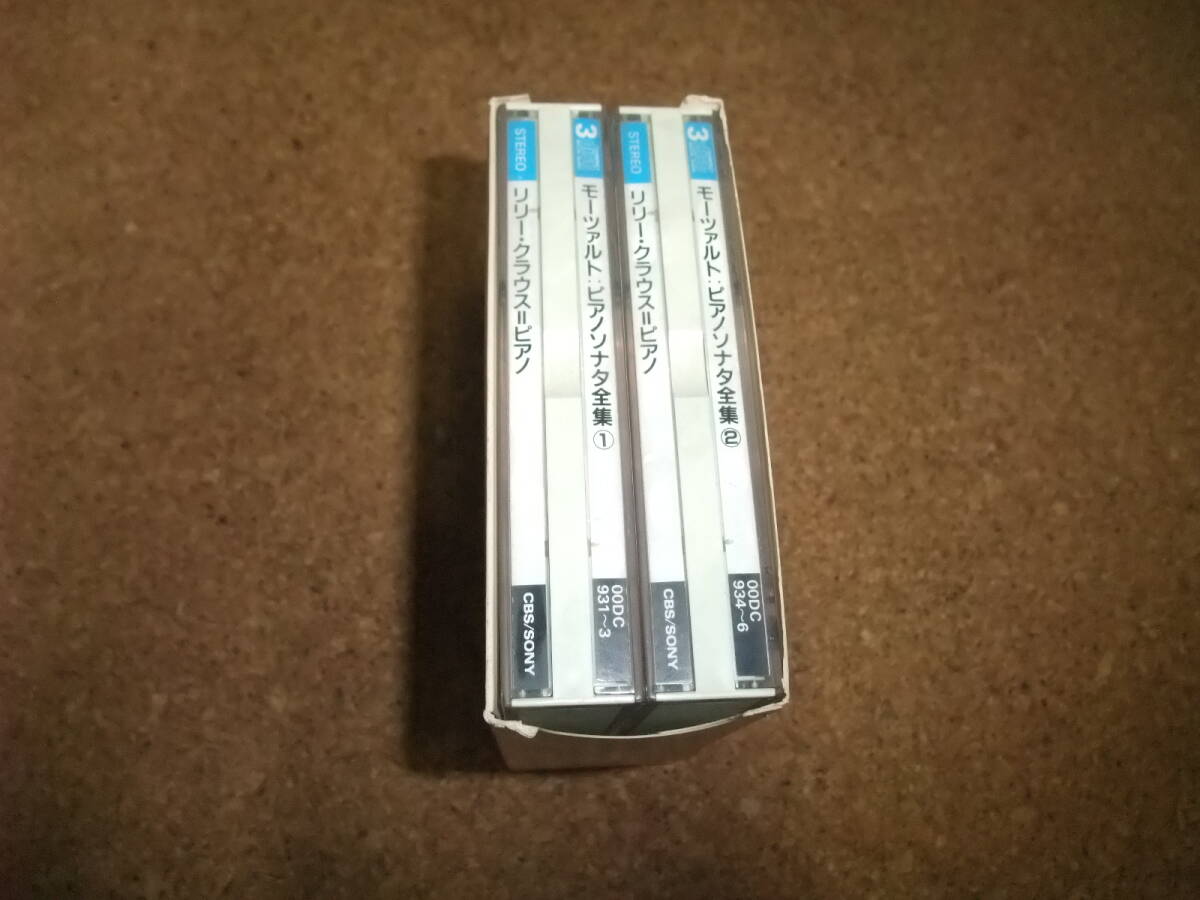 STEREO
リリー・クラウス=ピアノ
CBS/SONY
3
モーツァルト:ピアノソナタ全集①
00DC
931~3
STEREO
リリー・クラウス=ピアノ
CBS/SONY
3
モーツァルト:ピアノソナタ全集②
00DC
934~6